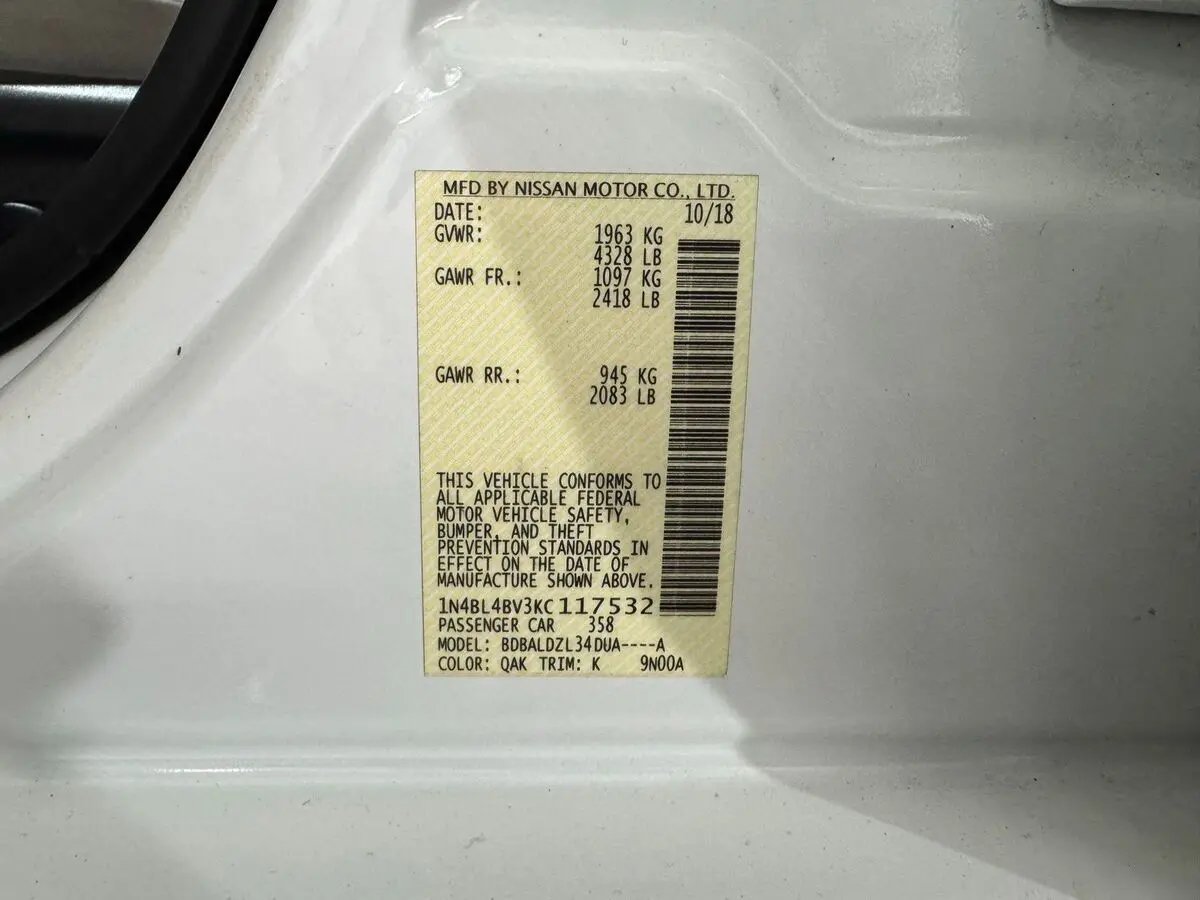 MFD BY NISSAN MOTOR CO., LTD.
DATE: 10/18
GVWR: 1963 KG
4328 LB
GAWR FR.: 1097 KG
2418 LB
GAWR RR.: 945 KG
2083 LB
THIS VEHICLE CONFORMS TO
ALL APPLICABLE FEDERAL
MOTOR VEHICLE SAFETY,
BUMPER, AND THEFT
PREVENTION STANDARDS IN
EFFECT ON THE DATE OF
MANUFACTURE SHOWN ABOVE.
1N4BL4BV3KC117532
PASSENGER CAR 358
MODEL: BDBALDZL34DUA----A
COLOR: QAK TRIM: K 9N00A